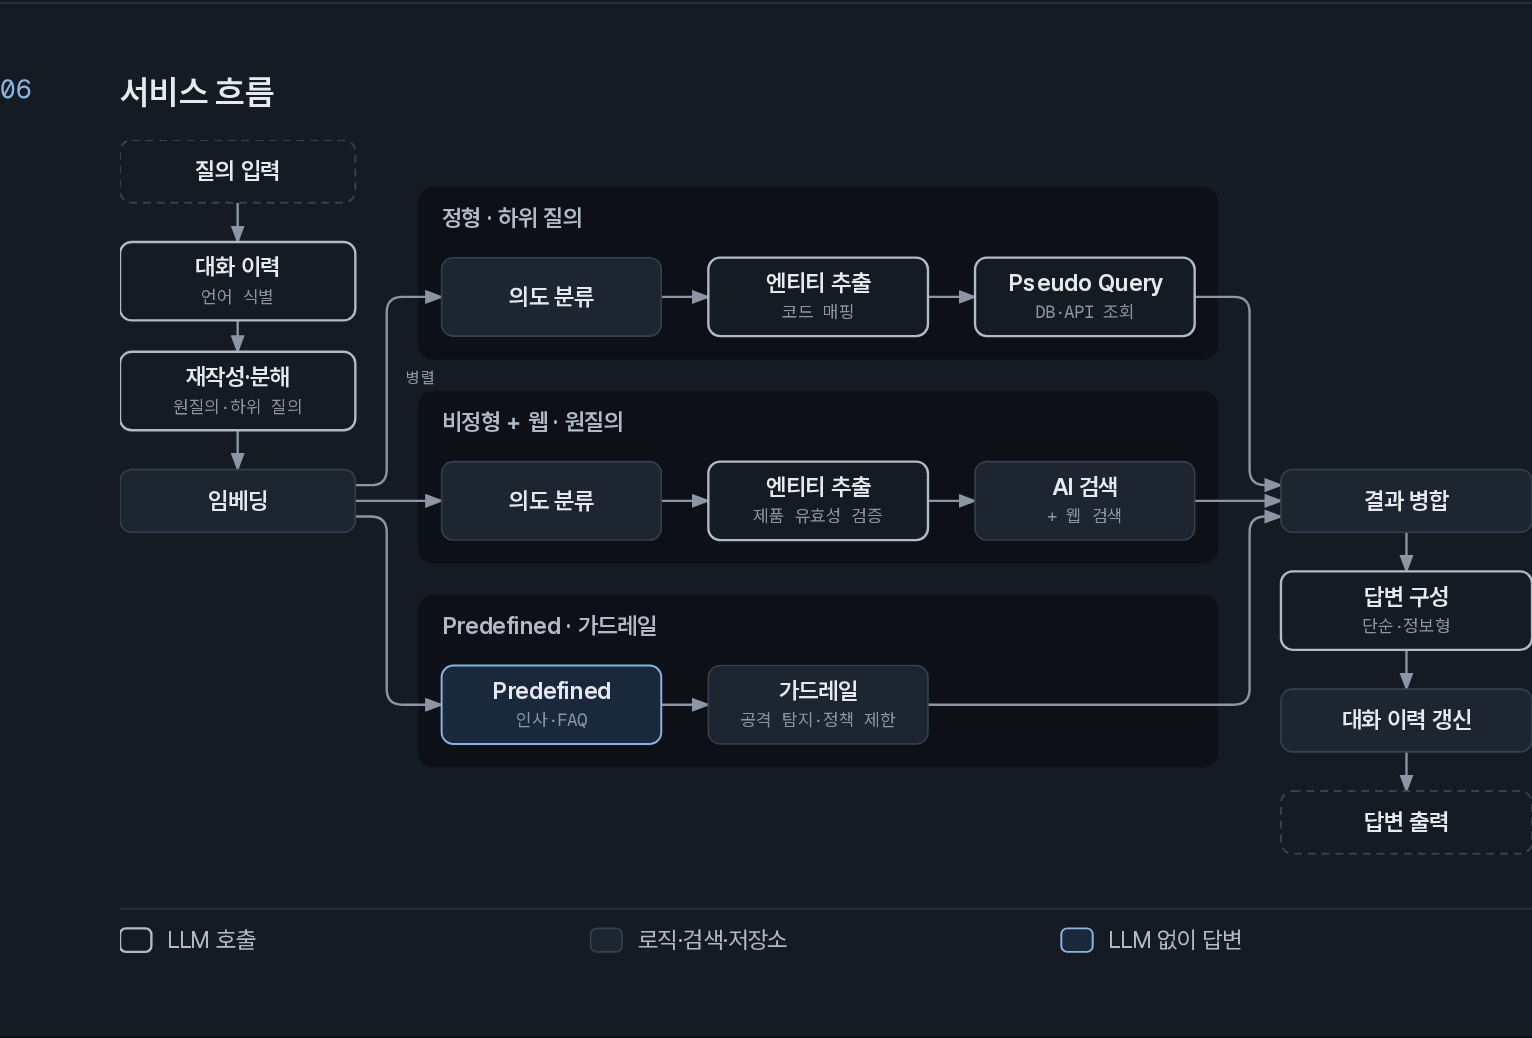 06
서비스 흐름
질의 입력
대화 이력
언어 식별
재작성·분해
원질의·하위 질의
임베딩
병렬
정형 · 하위 질의
의도 분류
엔티티 추출
코드 매핑
Pseudo Query
DB·API 조회
비정형 + 웹 · 원질의
의도 분류
엔티티 추출
제품 유효성 검증
AI 검색
+ 웹 검색
Predefined · 가드레일
Predefined
인사·FAQ
가드레일
공격 탐지·정책 제한
결과 병합
답변 구성
단순·정보형
대화 이력 갱신
답변 출력
LLM 호출
로직·검색·저장소
LLM 없이 답변